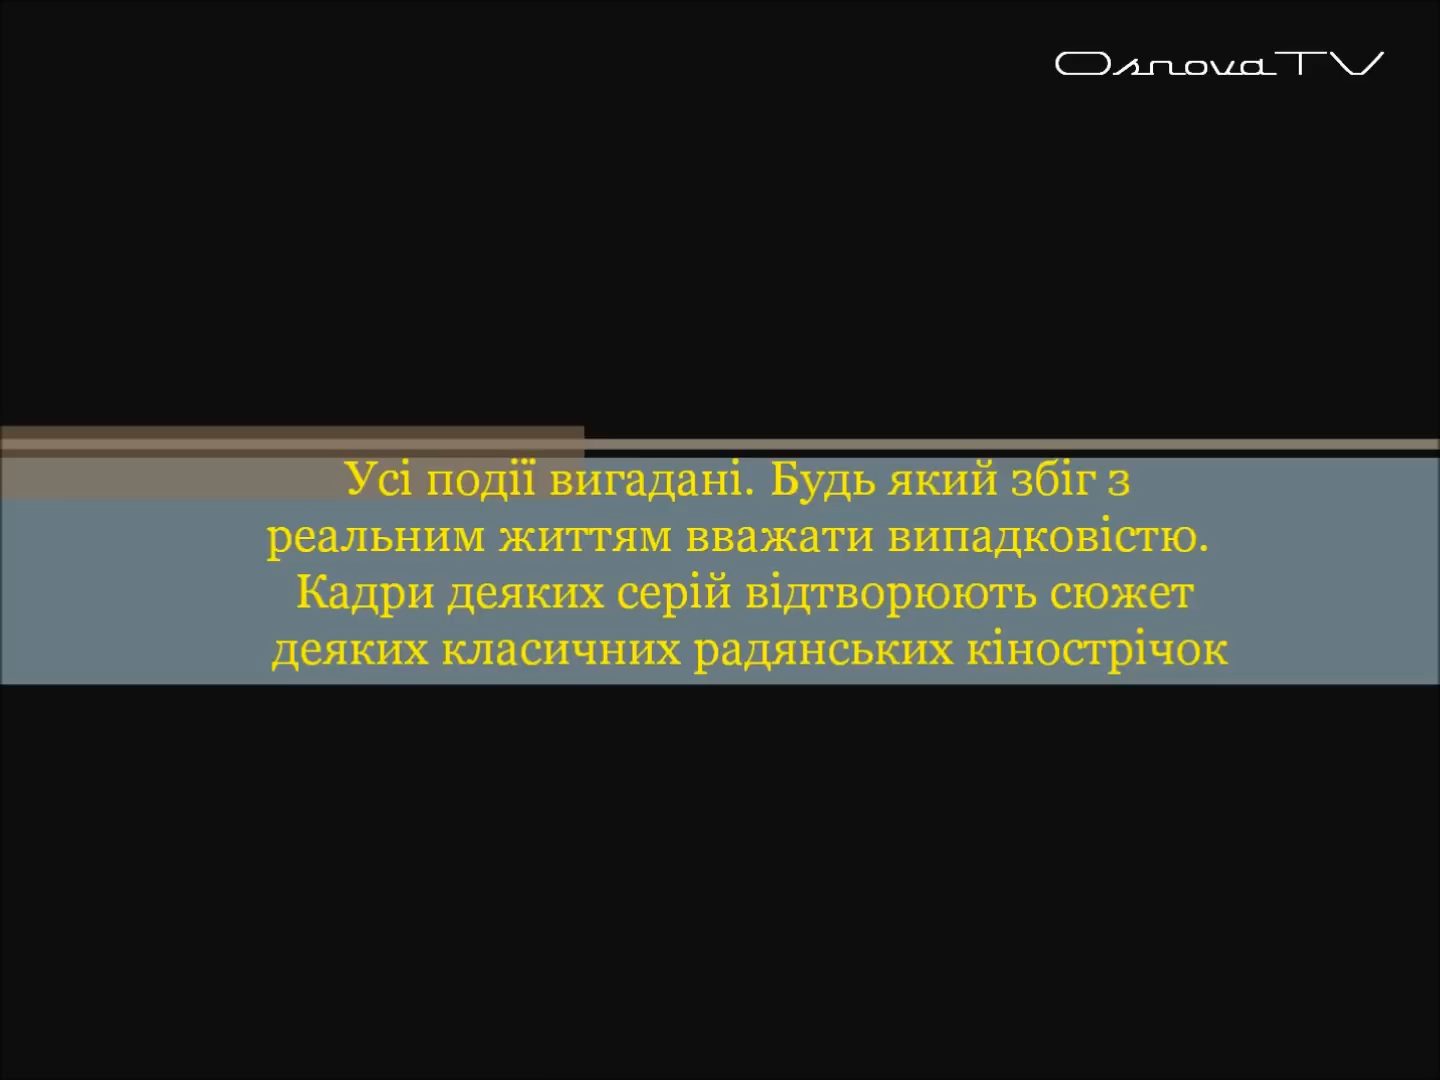 OsnovaTV
Усі події вигадані. Будь який збіг з
реальним життям вважати випадковістю.
Кадри деяких серій відтворюють сюжет
деяких класичних радянських кінострічок